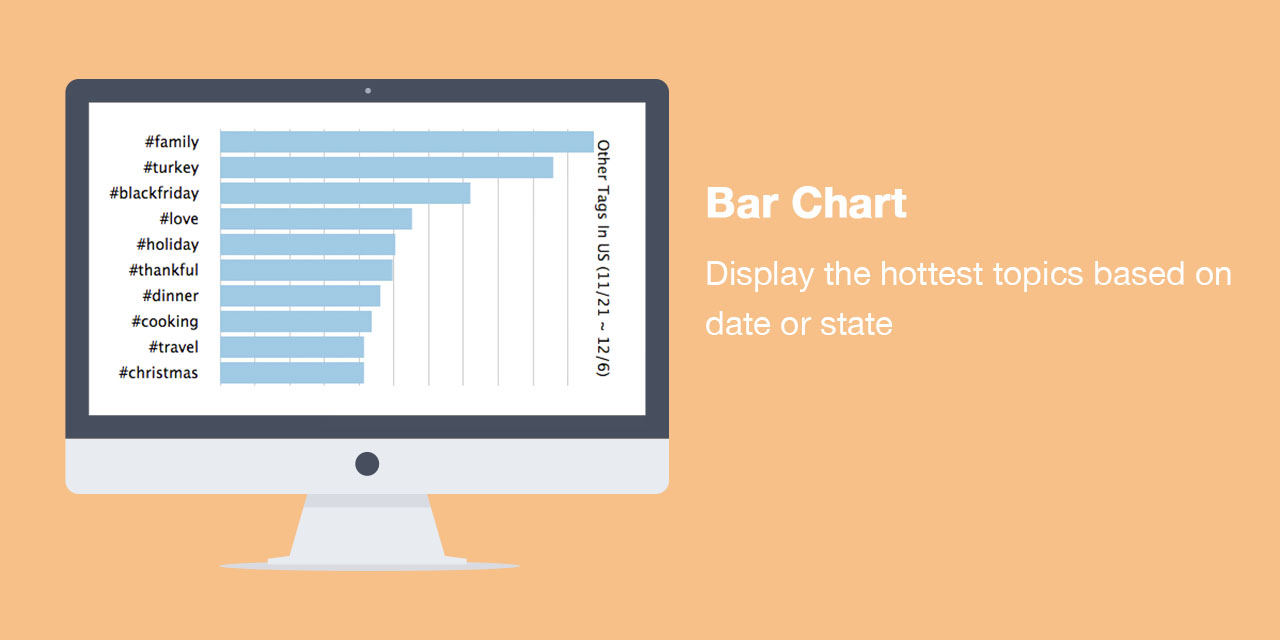 #family
#turkey
#blackfriday
#love
#holiday
#thankful
#dinner
#cooking
#travel
#christmas
Other Tags In US (11/21 ~ 12/6)
Bar Chart
Display the hottest topics based on
date or state